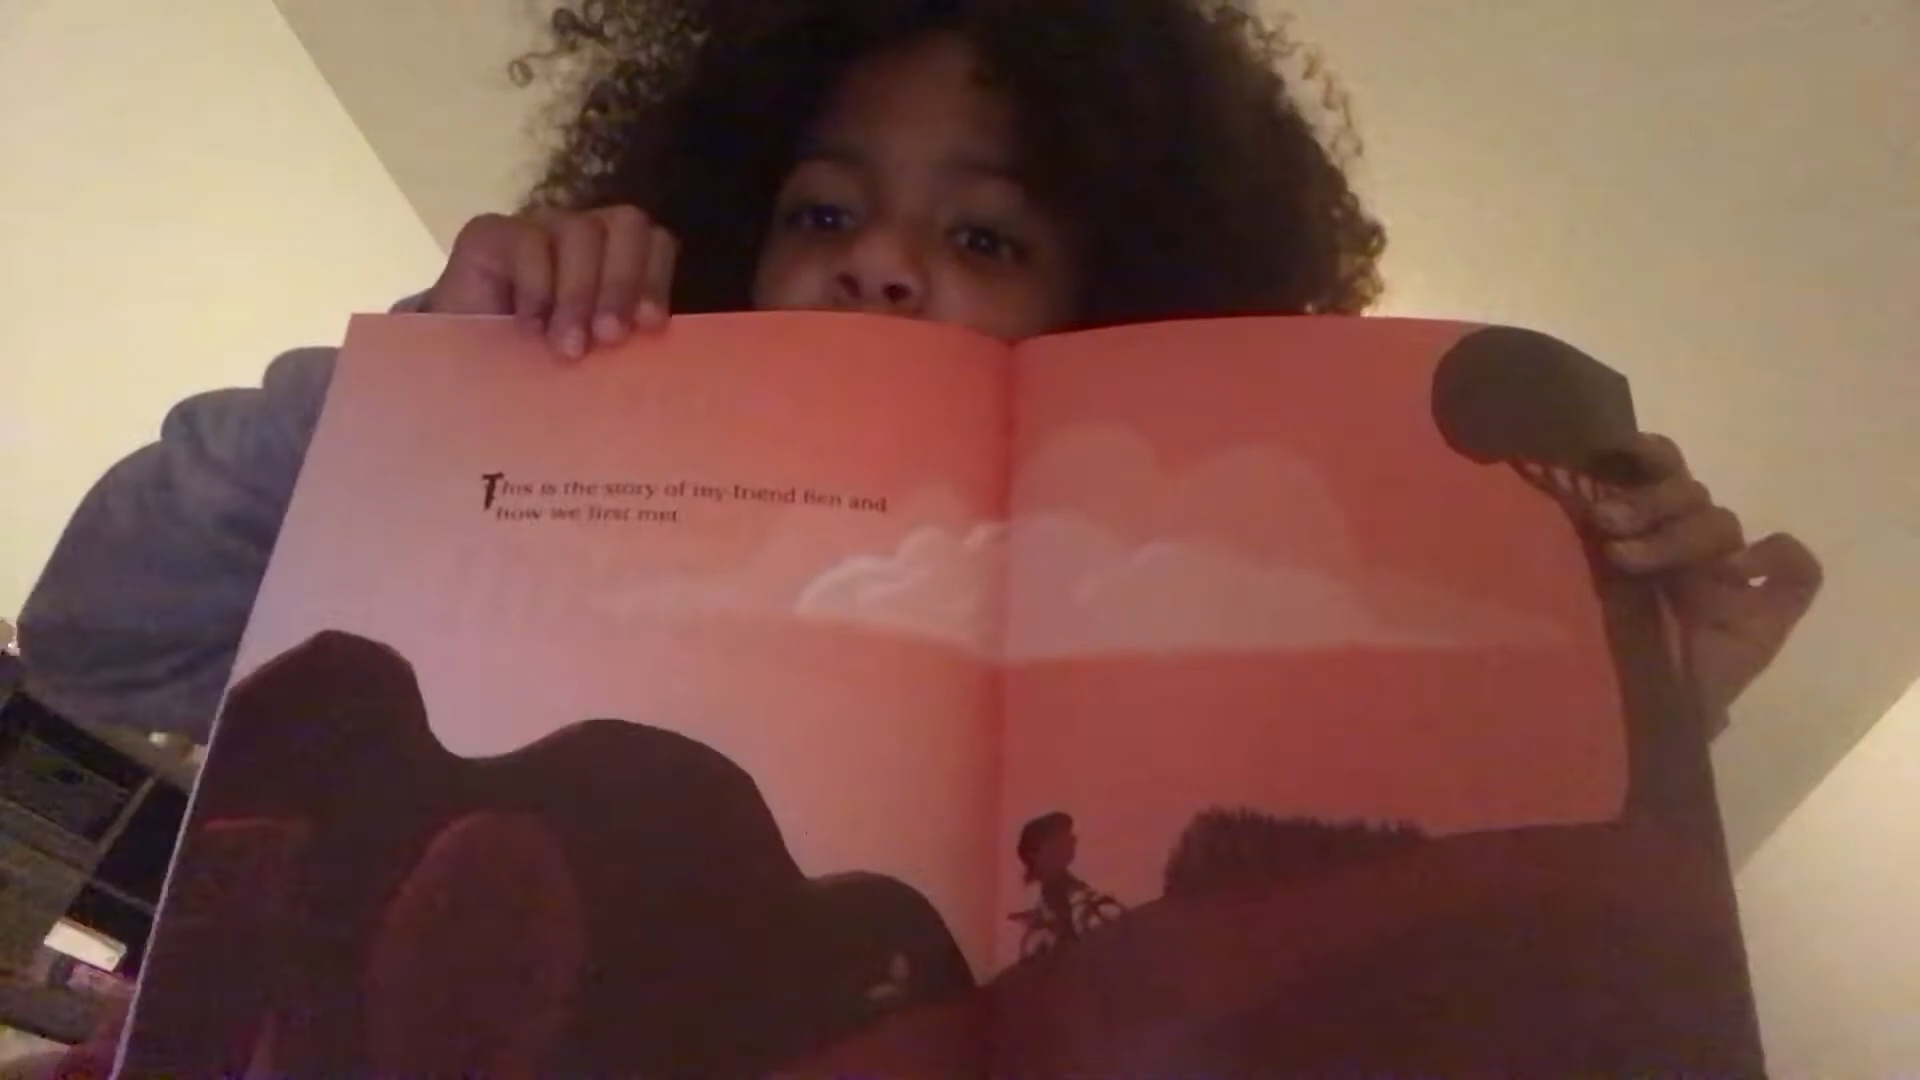 This is the story of my friend Ben and
how we first met